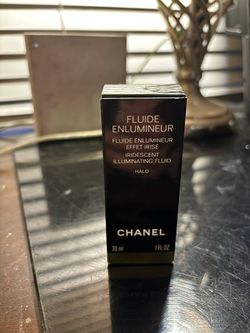 FLUIDE
ENLUMINEUR
FLUIDE ENLUMINEUR
EFFET IRISÉ
IRIDESCENT
ILLUMINATING FLUID
HALO
CHANEL
30 ml 1 FL.OZ.